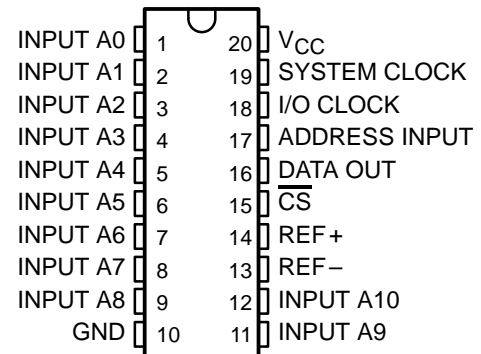 INPUT A0 1 20 VCC
INPUT A1 2 19 SYSTEM CLOCK
INPUT A2 3 18 I/O CLOCK
INPUT A3 4 17 ADDRESS INPUT
INPUT A4 5 16 DATA OUT
INPUT A5 6 15 C̅S̅
INPUT A6 7 14 REF+
INPUT A7 8 13 REF–
INPUT A8 9 12 INPUT A10
GND 10 11 INPUT A9